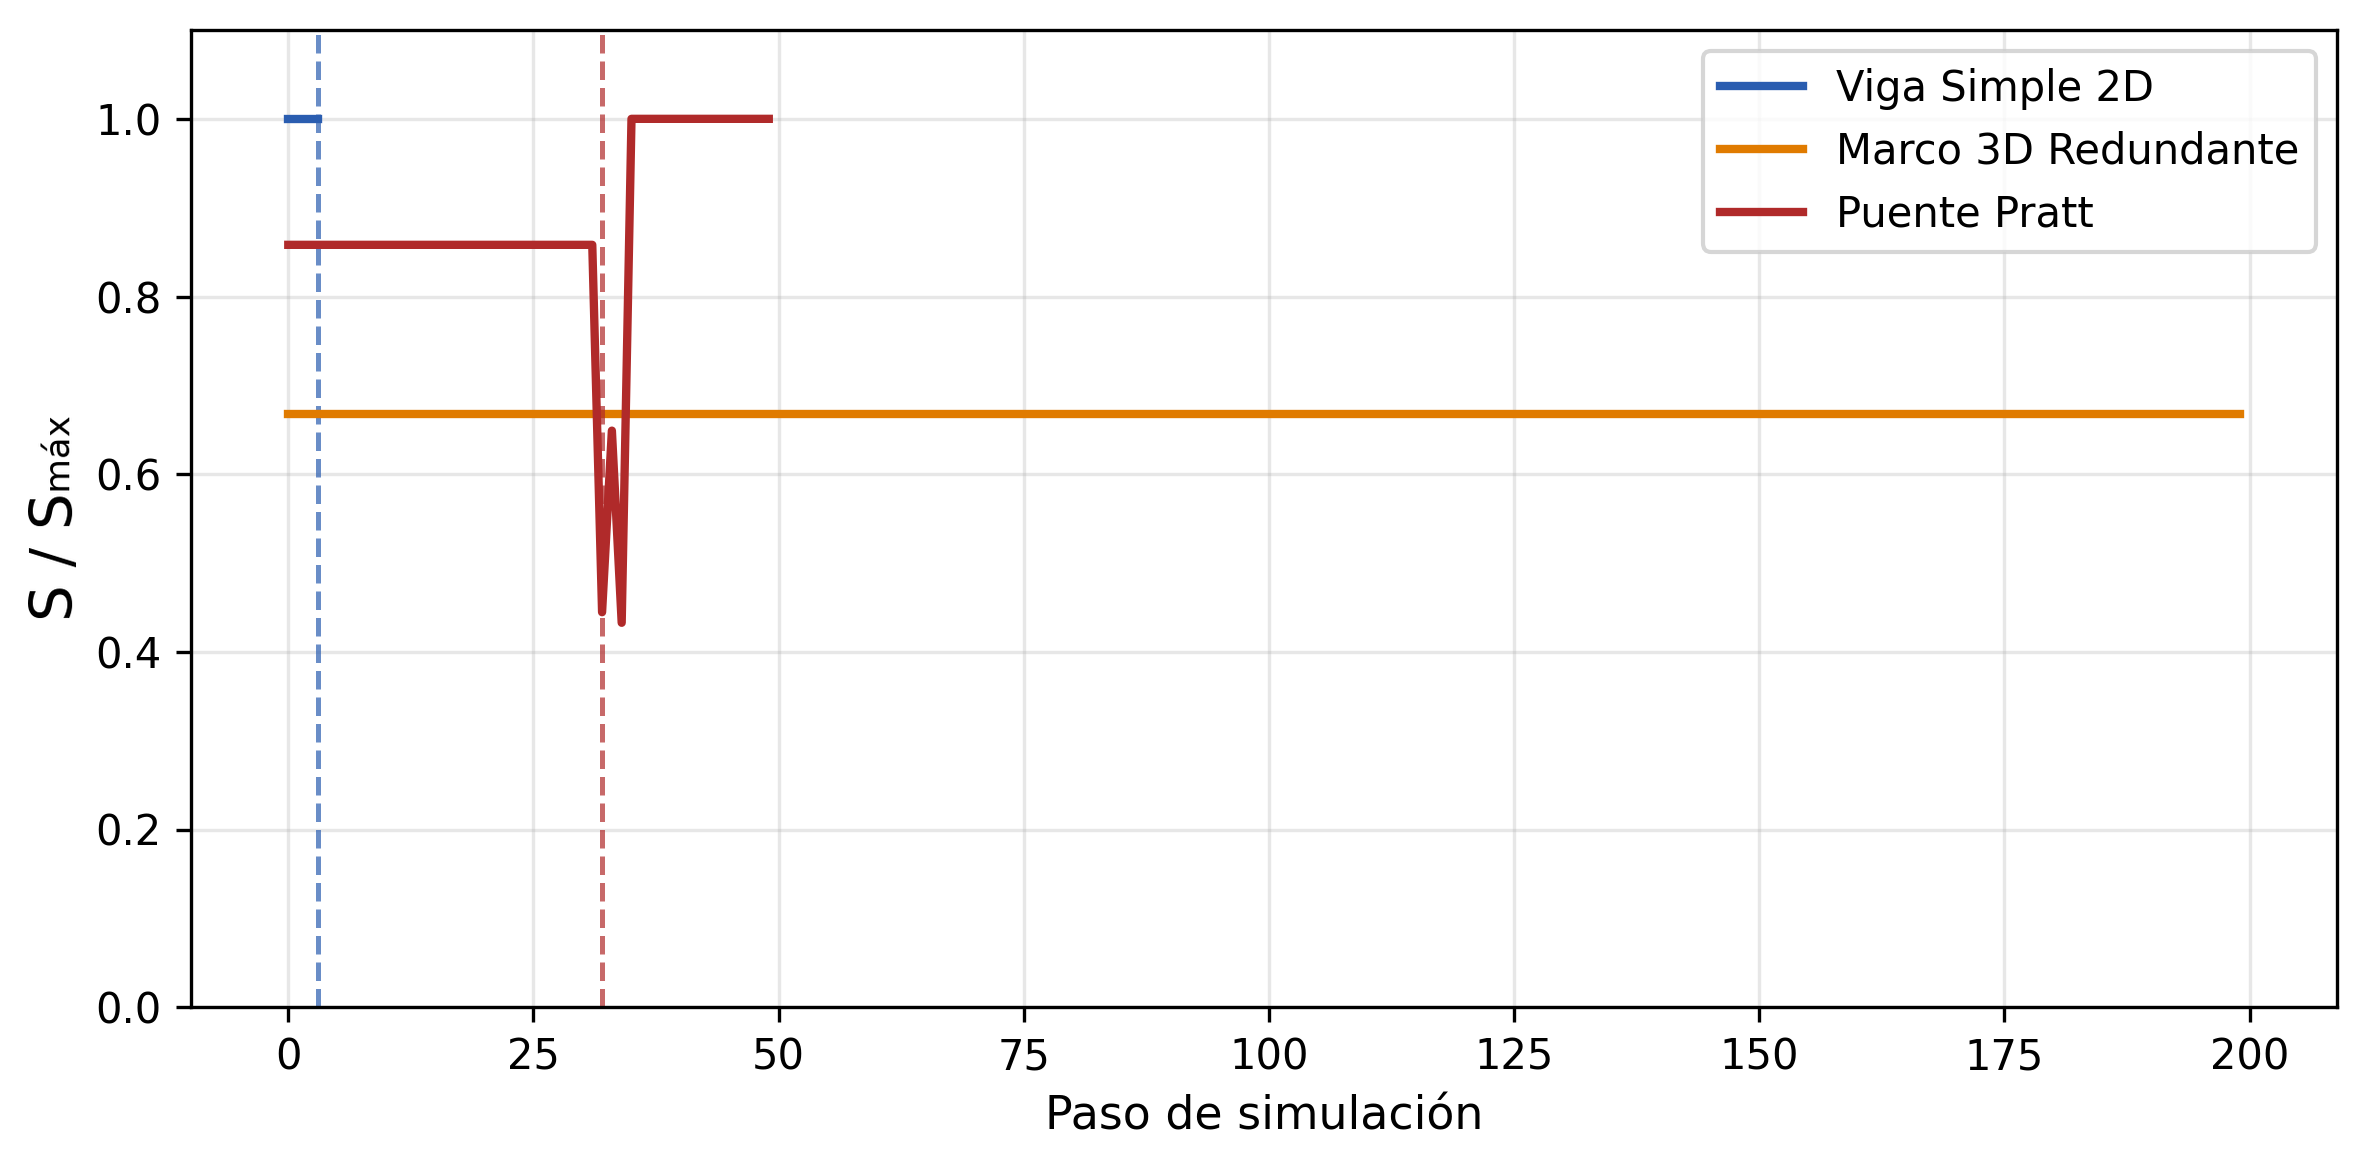 Viga Simple 2D
Marco 3D Redundante
Puente Pratt
S / Smáx
1.0
0.8
0.6
0.4
0.2
0.0
0 25 50 75 100 125 150 175 200
Paso de simulación